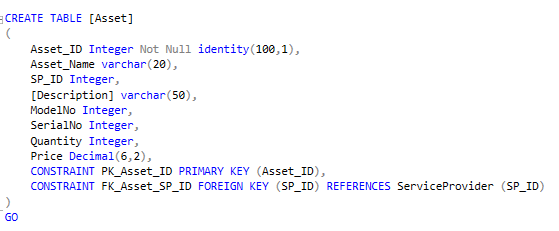 CREATE TABLE [Asset]
(
Asset_ID Integer Not Null identity(100,1),
Asset_Name varchar(20),
SP_ID Integer,
[Description] varchar(50),
ModelNo Integer,
SerialNo Integer,
Quantity Integer,
Price Decimal(6,2),
CONSTRAINT PK_Asset_ID PRIMARY KEY (Asset_ID),
CONSTRAINT FK_Asset_SP_ID FOREIGN KEY (SP_ID) REFERENCES ServiceProvider (SP_ID)
)
GO